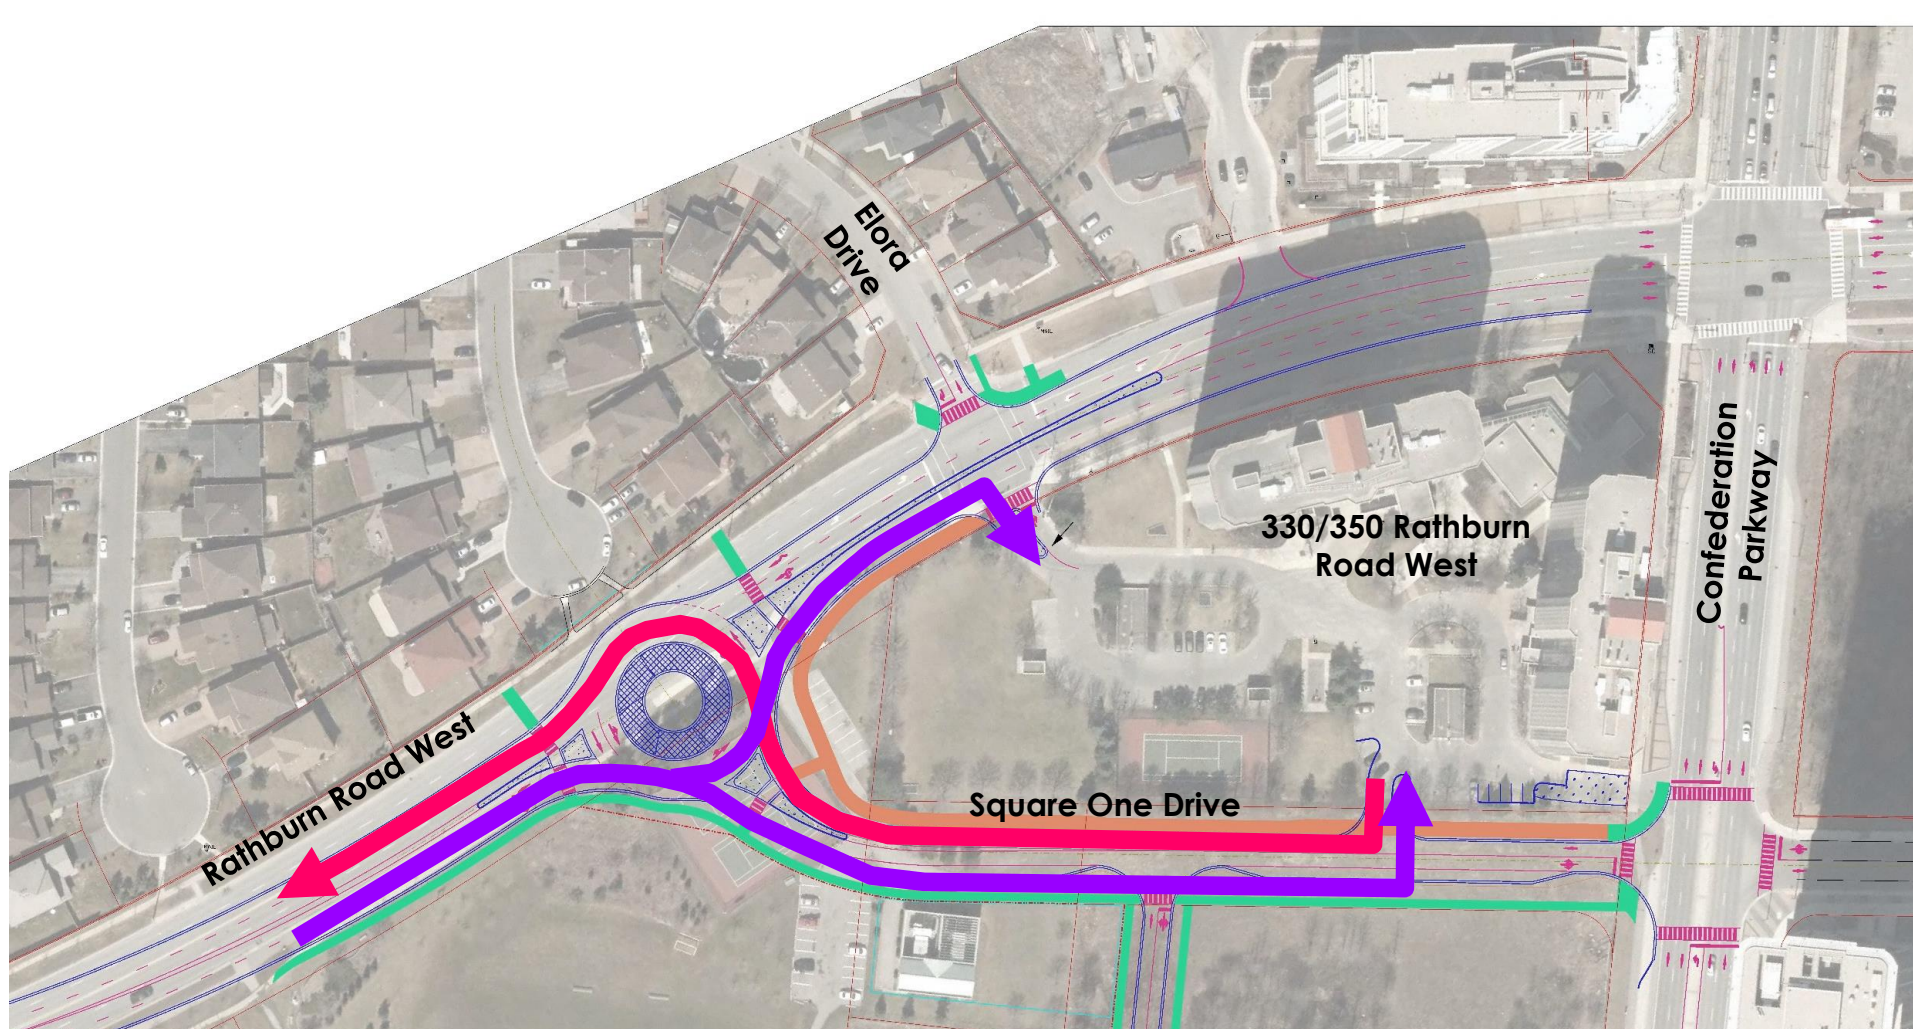 Elora
Drive
330/350 Rathburn
Road West
Confederation
Parkway
Rathburn Road West
Square One Drive